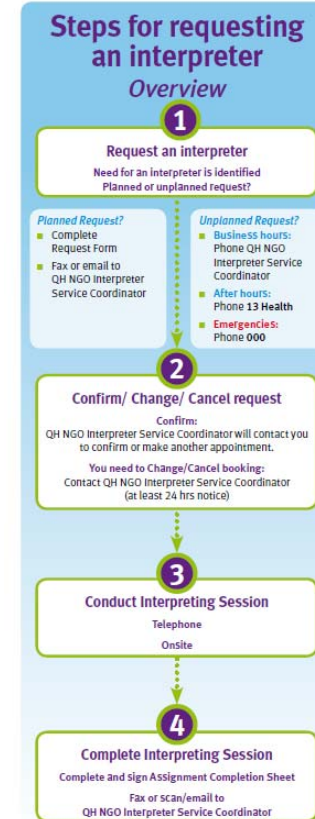 Steps for requesting
an interpreter
Overview
1
Request an interpreter
Need for an interpreter is identified
Planned or unplanned request?
Planned Request?
Complete
Request Form
Fax or email to
QH NGO Interpreter
Service Coordinator
Unplanned Request?
Business hours:
Phone QH NGO
Interpreter Service
Coordinator
After hours:
Phone 13 Health
Emergencies:
Phone 000
2
Confirm/ Change/ Cancel request
Confirm:
QH NGO Interpreter Service Coordinator will contact you
to confirm or make another appointment.
You need to Change/Cancel booking:
Contact QH NGO Interpreter Service Coordinator
(at least 24 hrs notice)
3
Conduct Interpreting Session
Telephone
Onsite
4
Complete Interpreting Session
Complete and sign Assignment Completion Sheet
Fax or scan/email to
QH NGO Interpreter Service Coordinator